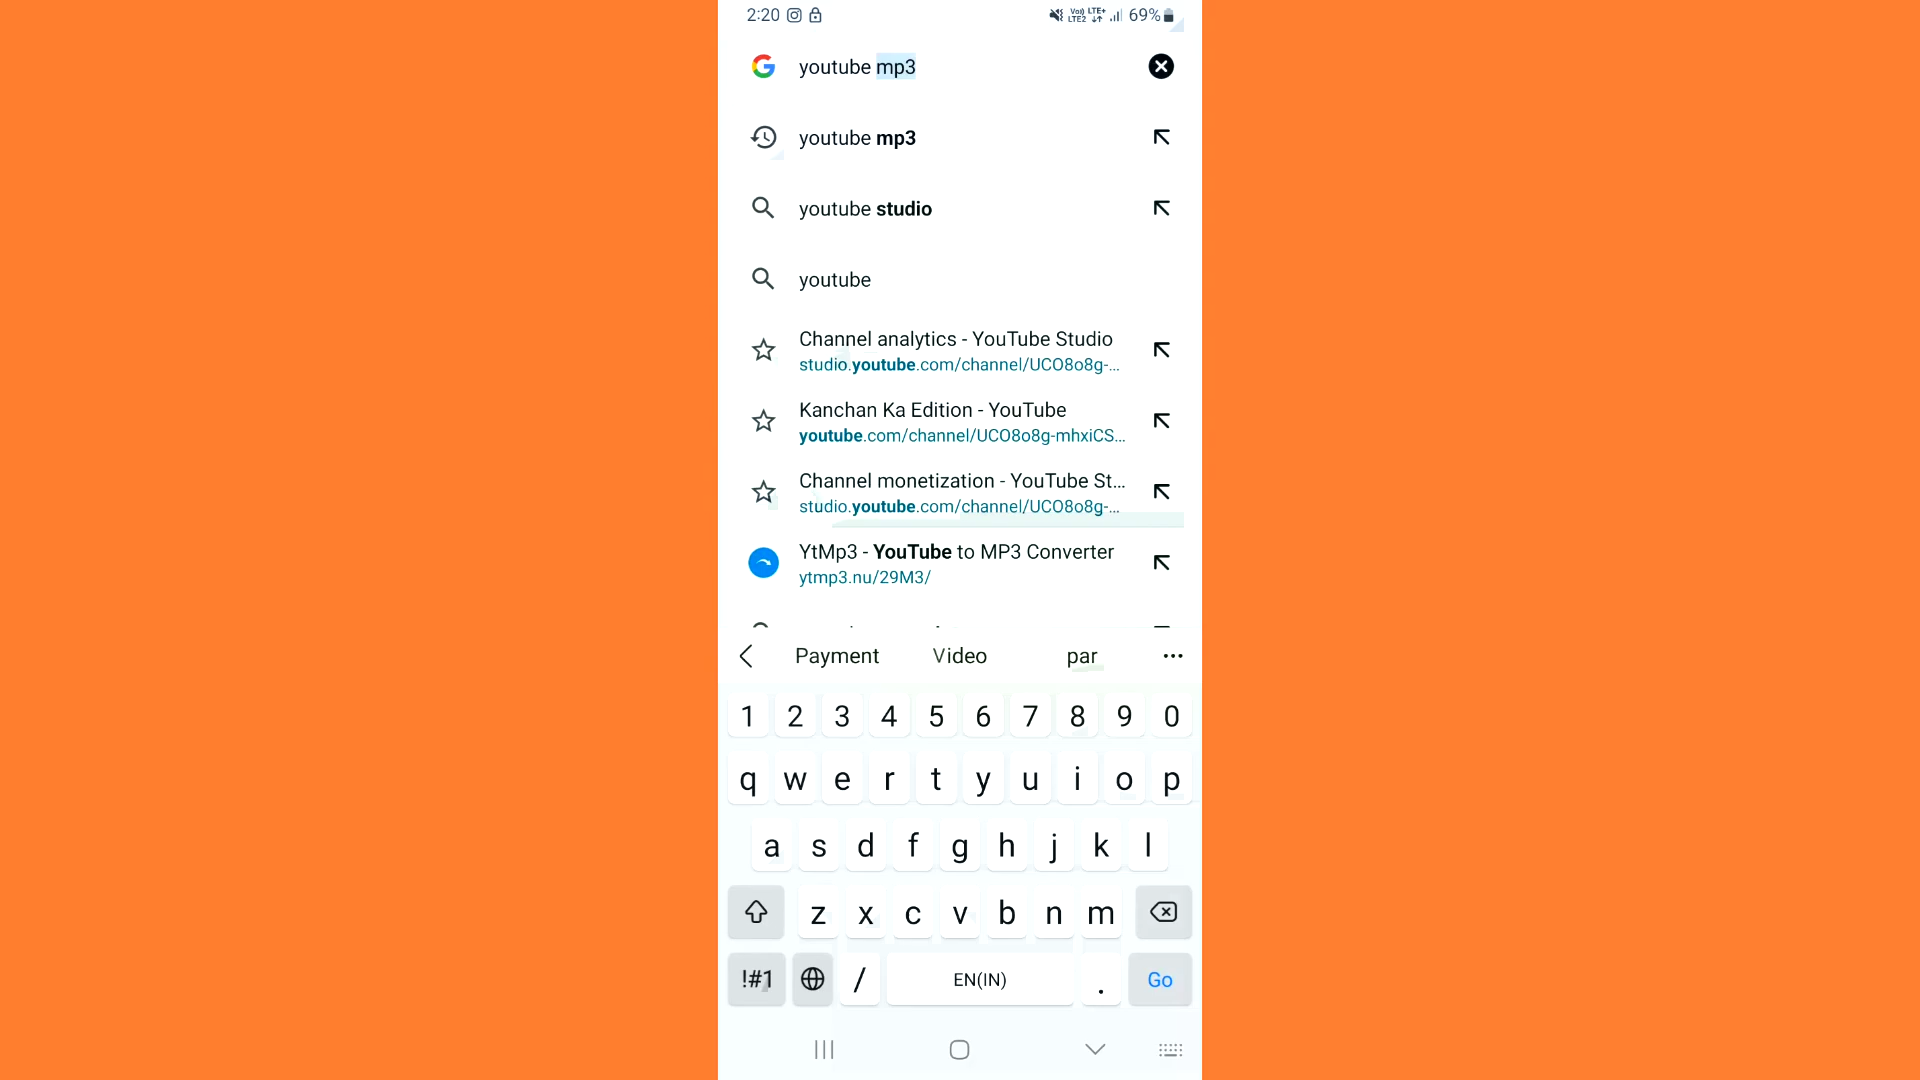 2:20 Vo) LTE+ LTE2 69%
youtube mp3
youtube mp3
youtube studio
youtube
Channel analytics - YouTube Studio
studio.youtube.com/channel/UCO8o8g-...
Kanchan Ka Edition - YouTube
youtube.com/channel/UCO8o8g-mhxiCS...
Channel monetization - YouTube St...
studio.youtube.com/channel/UCO8o8g-...
YtMp3 - YouTube to MP3 Converter
ytmp3.nu/29M3/
Payment Video par ...
1 2 3 4 5 6 7 8 9 0
q w e r t y u i o p
a s d f g h j k l
z x c v b n m
!#1 / EN(IN) . Go